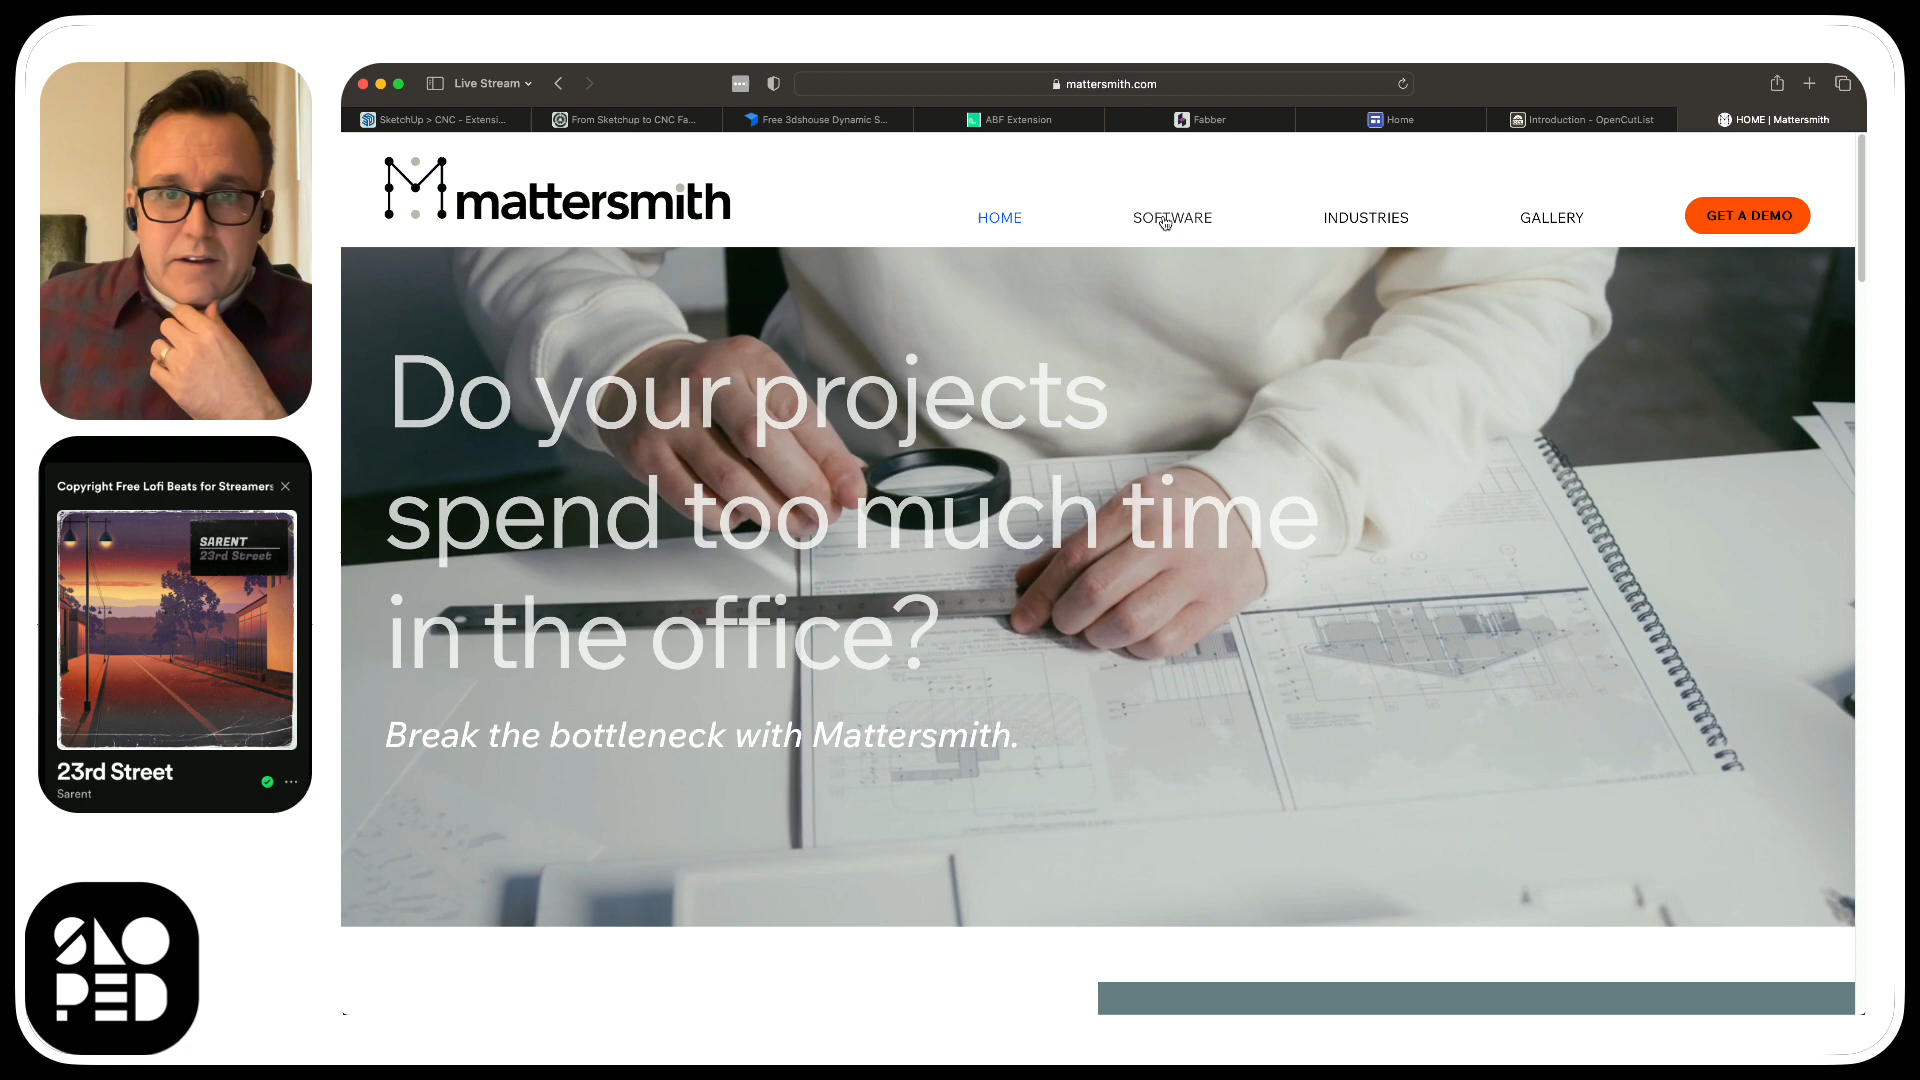 Live Stream
mattersmith.com
SketchUp > CNC - Extensi...
From Sketchup to CNC Fa...
Free 3dshouse Dynamic S...
ABF Extension
Fabber
Home
Introduction - OpenCutList
HOME | Mattersmith
mattersmith
HOME
SOFTWARE
INDUSTRIES
GALLERY
GET A DEMO
Do your projects
spend too much time
in the office?
Break the bottleneck with Mattersmith.
Copyright Free Lofi Beats for Streamers
SARENT
23rd Street
23rd Street
Sarent
SLO
PED